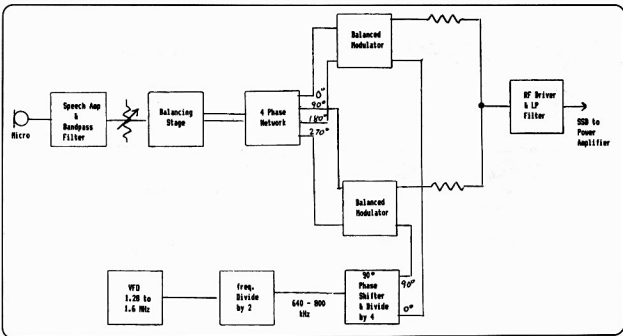 Balanced
Modulator
Speech Amp
&
Bandpass
Filter
Micro
Balancing
Stage
4 Phase
Network
0°
90°
180°
270°
RF Driver
& LP
Filter
SSB to
Power
Amplifier
Balanced
Modulator
VFO
1.28 to
1.6 MHz
freq.
Divide
by 2
640 - 800
kHz
90°
Phase
Shifter
& Divide
by 4
90°
0°